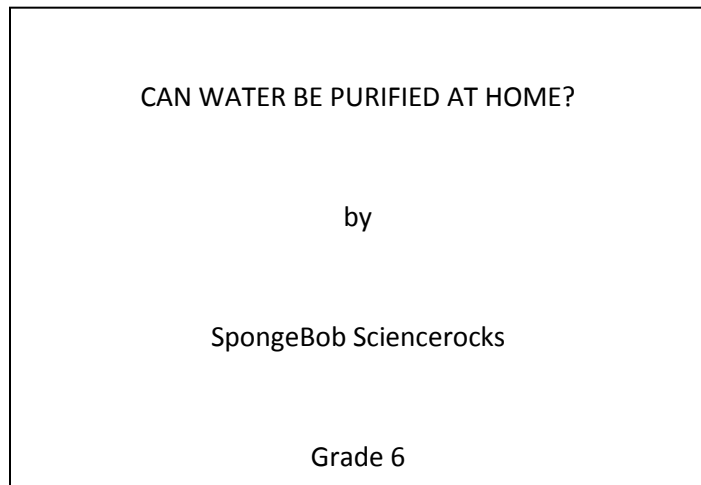 CAN WATER BE PURIFIED AT HOME?
by
SpongeBob Sciencerocks
Grade 6